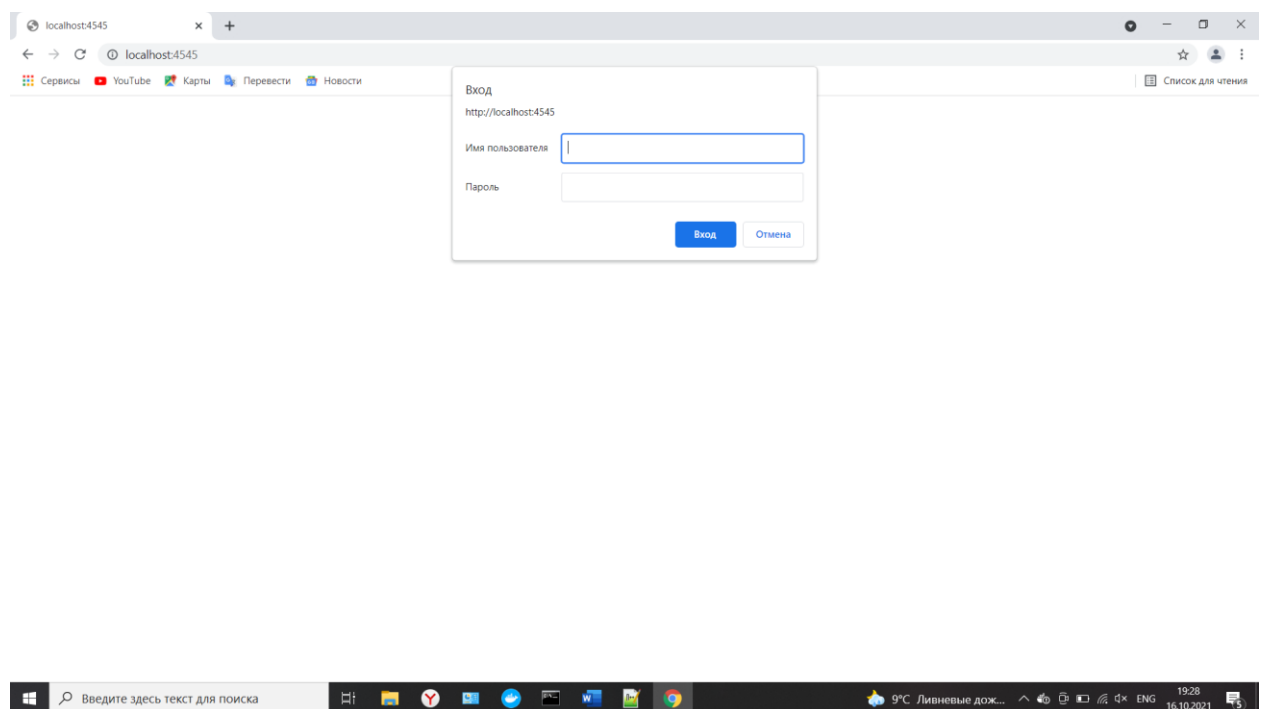 localhost:4545
localhost:4545
Сервисы YouTube Карты Перевести Новости Список для чтения
Вход
http://localhost:4545
Имя пользователя
Пароль
Вход Отмена
Введите здесь текст для поиска 9°C Ливневые дож... ENG 19:28
16.10.2021 5